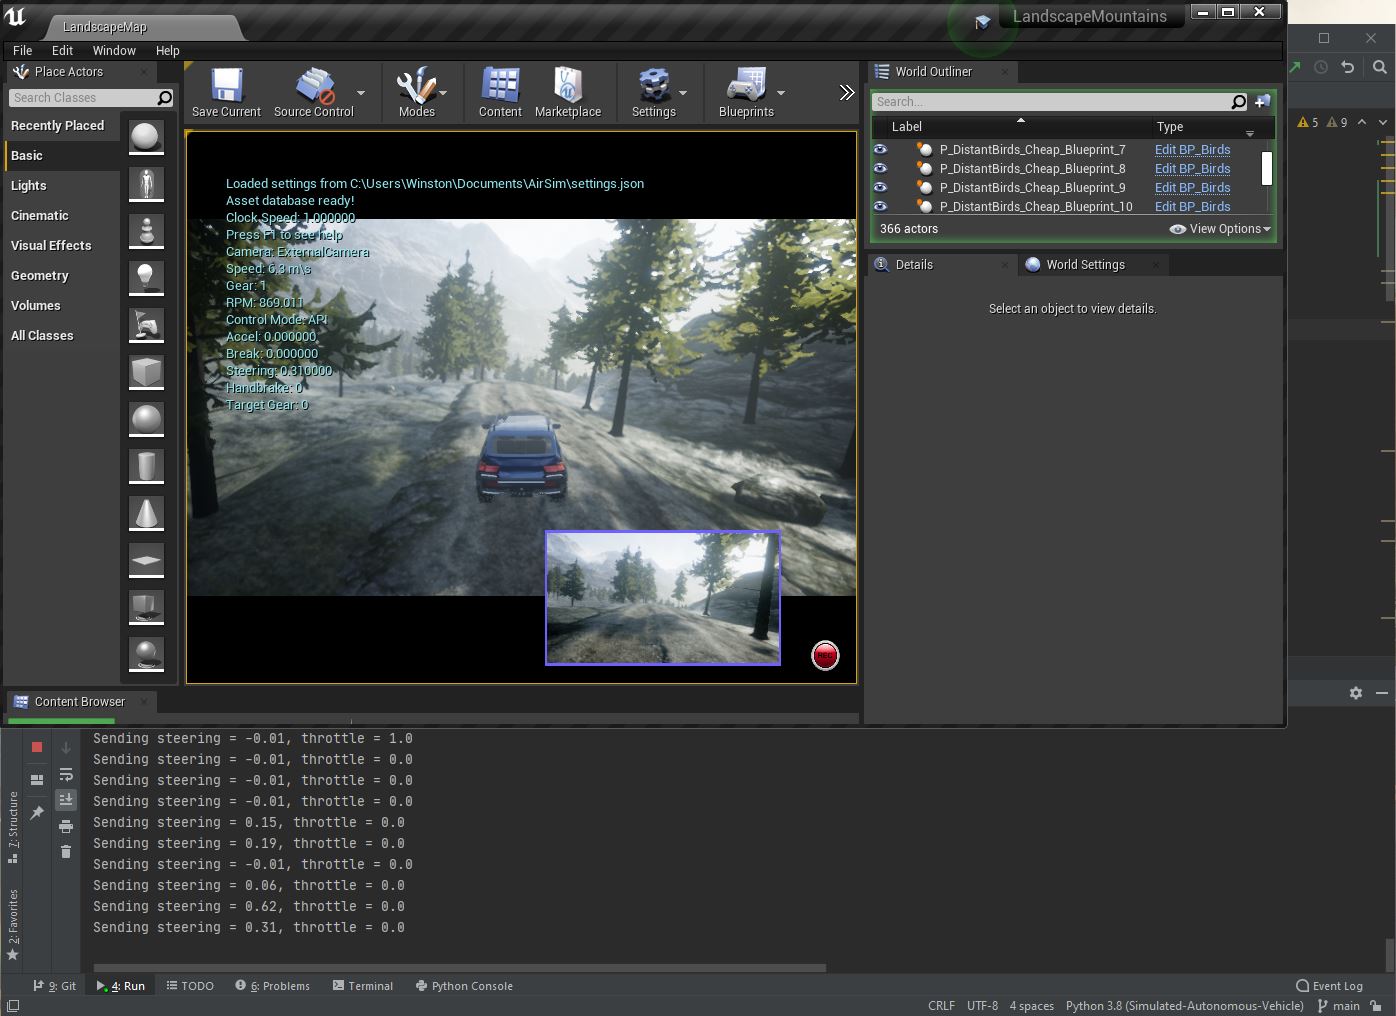 LandscapeMap
LandscapeMountains
File Edit Window Help
Place Actors
Search Classes
Recently Placed
Basic
Lights
Cinematic
Visual Effects
Geometry
Volumes
All Classes
Save Current Source Control Modes Content Marketplace Settings Blueprints
Loaded settings from C:\Users\Winston\Documents\AirSim\settings.json
Asset database ready!
Clock Speed: 1.000000
Press F1 to see help
Camera: ExternalCamera
Speed: 6.3 m\s
Gear: 1
RPM: 869.011
Control Mode: API
Accel: 0.000000
Break: 0.000000
Steering: 0.310000
Handbrake: 0
Target Gear: 0
REC
World Outliner
Search...
Label Type
P_DistantBirds_Cheap_Blueprint_7 Edit BP_Birds
P_DistantBirds_Cheap_Blueprint_8 Edit BP_Birds
P_DistantBirds_Cheap_Blueprint_9 Edit BP_Birds
P_DistantBirds_Cheap_Blueprint_10 Edit BP_Birds
366 actors View Options
Details World Settings
Select an object to view details.
5 9
Content Browser
Sending steering = -0.01, throttle = 1.0
Sending steering = -0.01, throttle = 0.0
Sending steering = -0.01, throttle = 0.0
Sending steering = -0.01, throttle = 0.0
Sending steering = 0.15, throttle = 0.0
Sending steering = 0.19, throttle = 0.0
Sending steering = -0.01, throttle = 0.0
Sending steering = 0.06, throttle = 0.0
Sending steering = 0.62, throttle = 0.0
Sending steering = 0.31, throttle = 0.0
7: Structure
2: Favorites
9: Git 4: Run TODO 6: Problems Terminal Python Console Event Log
CRLF UTF-8 4 spaces Python 3.8 (Simulated-Autonomous-Vehicle) main